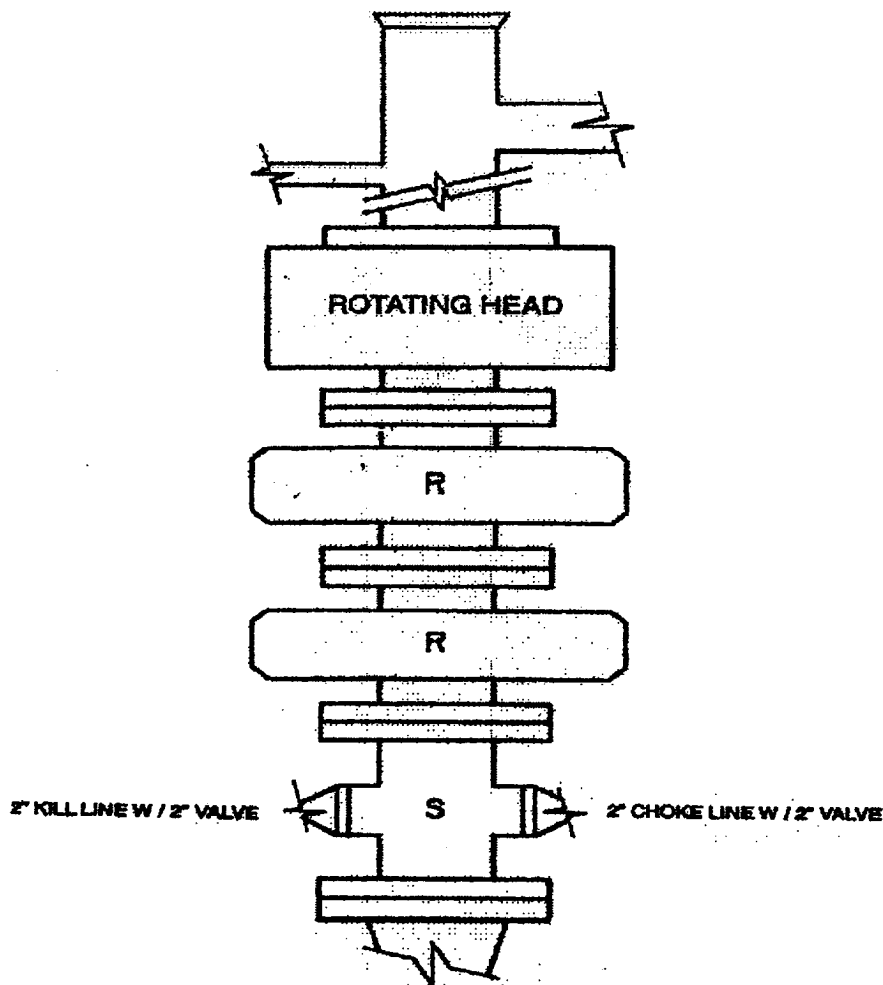 ROTATING HEAD
R
R
2" KILL LINE W / 2" VALVE
S
2" CHOKE LINE W / 2" VALVE